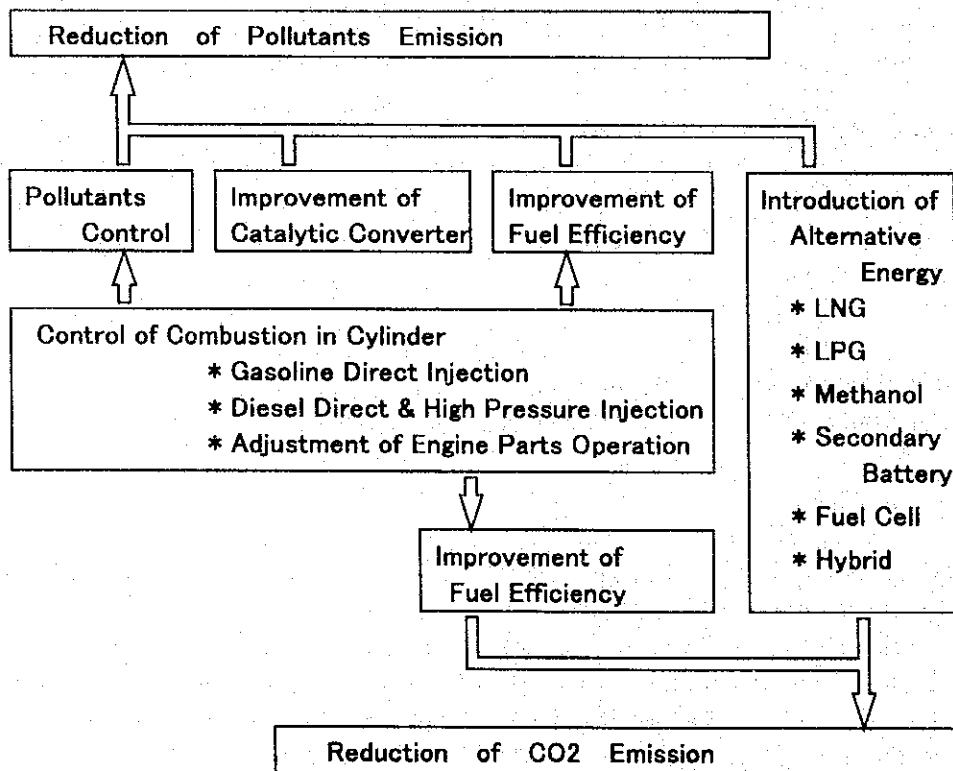 Reduction of Pollutants Emission
Pollutants
Control
Improvement of
Catalytic Converter
Improvement of
Fuel Efficiency
Introduction of
Alternative
Energy
* LNG
* LPG
* Methanol
* Secondary
Battery
* Fuel Cell
* Hybrid
Control of Combustion in Cylinder
* Gasoline Direct Injection
* Diesel Direct & High Pressure Injection
* Adjustment of Engine Parts Operation
Improvement of
Fuel Efficiency
Reduction of CO2 Emission